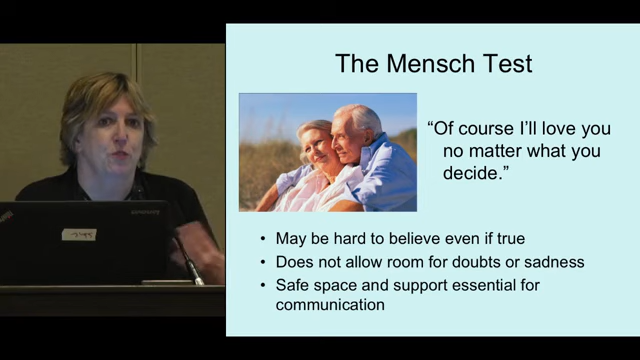 The Mensch Test
“Of course I’ll love you
no matter what you
decide.”
• May be hard to believe even if true
• Does not allow room for doubts or sadness
• Safe space and support essential for
communication
lenovo